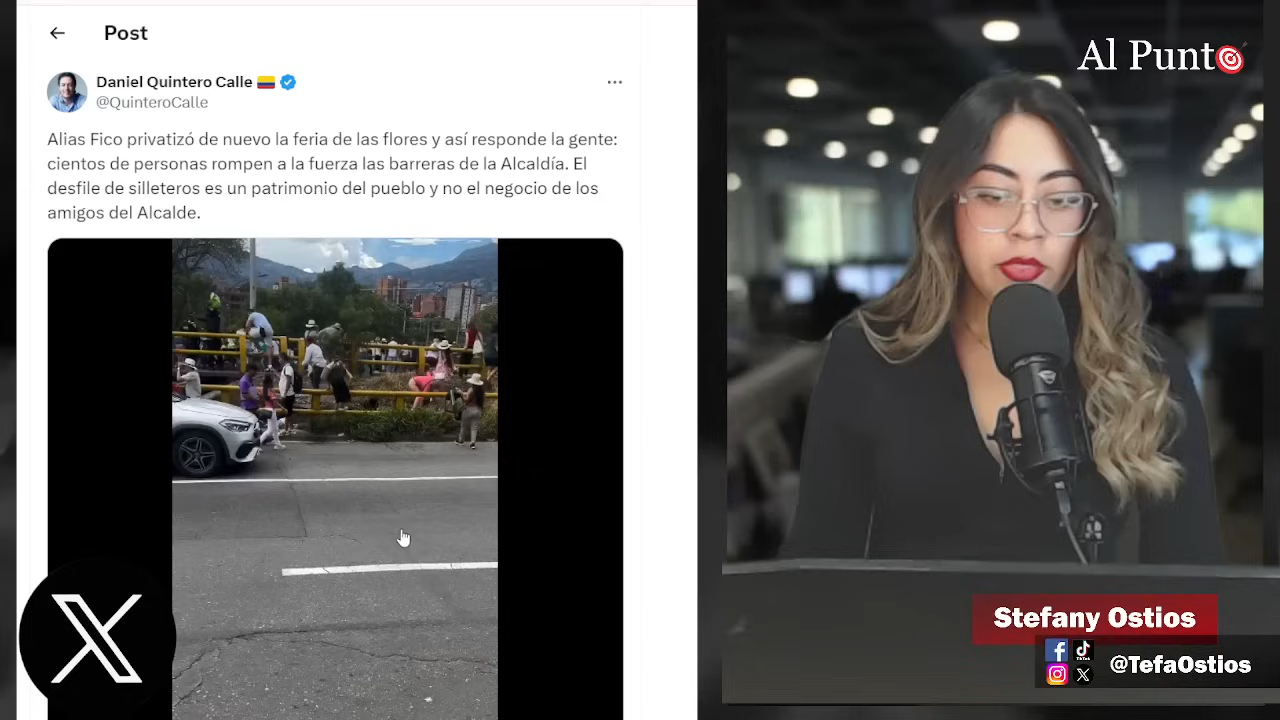 Post
Daniel Quintero Calle
@QuinteroCalle
Alias Fico privatizó de nuevo la feria de las flores y así responde la gente:
cientos de personas rompen a la fuerza las barreras de la Alcaldía. El
desfile de silleteros es un patrimonio del pueblo y no el negocio de los
amigos del Alcalde.
Al Punto
Stefany Ostios
@TefaOstios